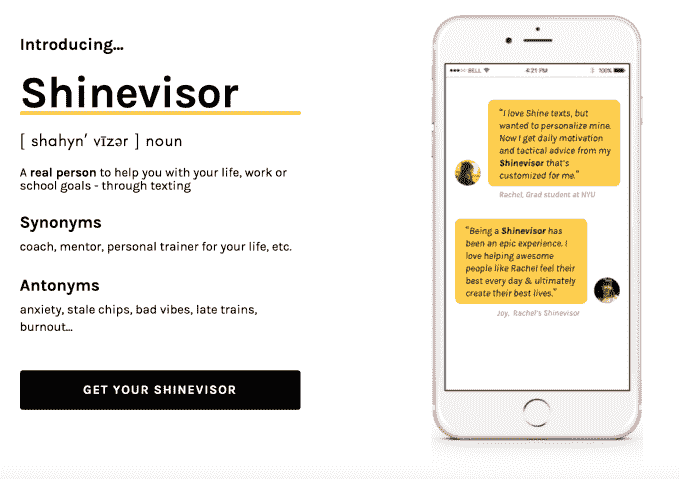 Introducing...
Shinevisor
[ shahyn′ vīzər ] noun
A real person to help you with your life, work or
school goals - through texting
Synonyms
coach, mentor, personal trainer for your life, etc.
Antonyms
anxiety, stale chips, bad vibes, late trains,
burnout...
GET YOUR SHINEVISOR
BELL
4:21 PM
100%
"I love Shine texts, but
wanted to personalize mine.
Now I get daily motivation
and tactical advice from my
Shinevisor that's
customized for me."
Rachel, Grad student at NYU
"Being a Shinevisor has
been an epic experience. I
love helping awesome
people like Rachel feel their
best every day & ultimately
create their best lives."
Joy, Rachel's Shinevisor